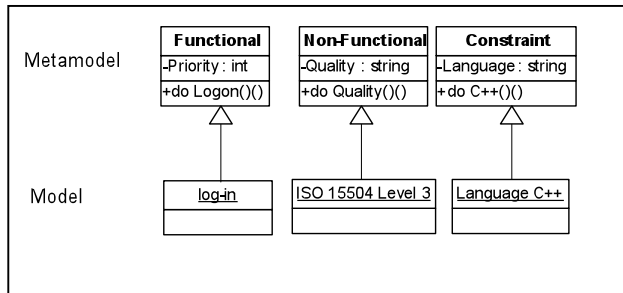 Metamodel
Functional
-Priority : int
+do Logon()()
Non-Functional
-Quality : string
+do Quality()()
Constraint
-Language : string
+do C++()()
Model
log-in
ISO 15504 Level 3
Language C++